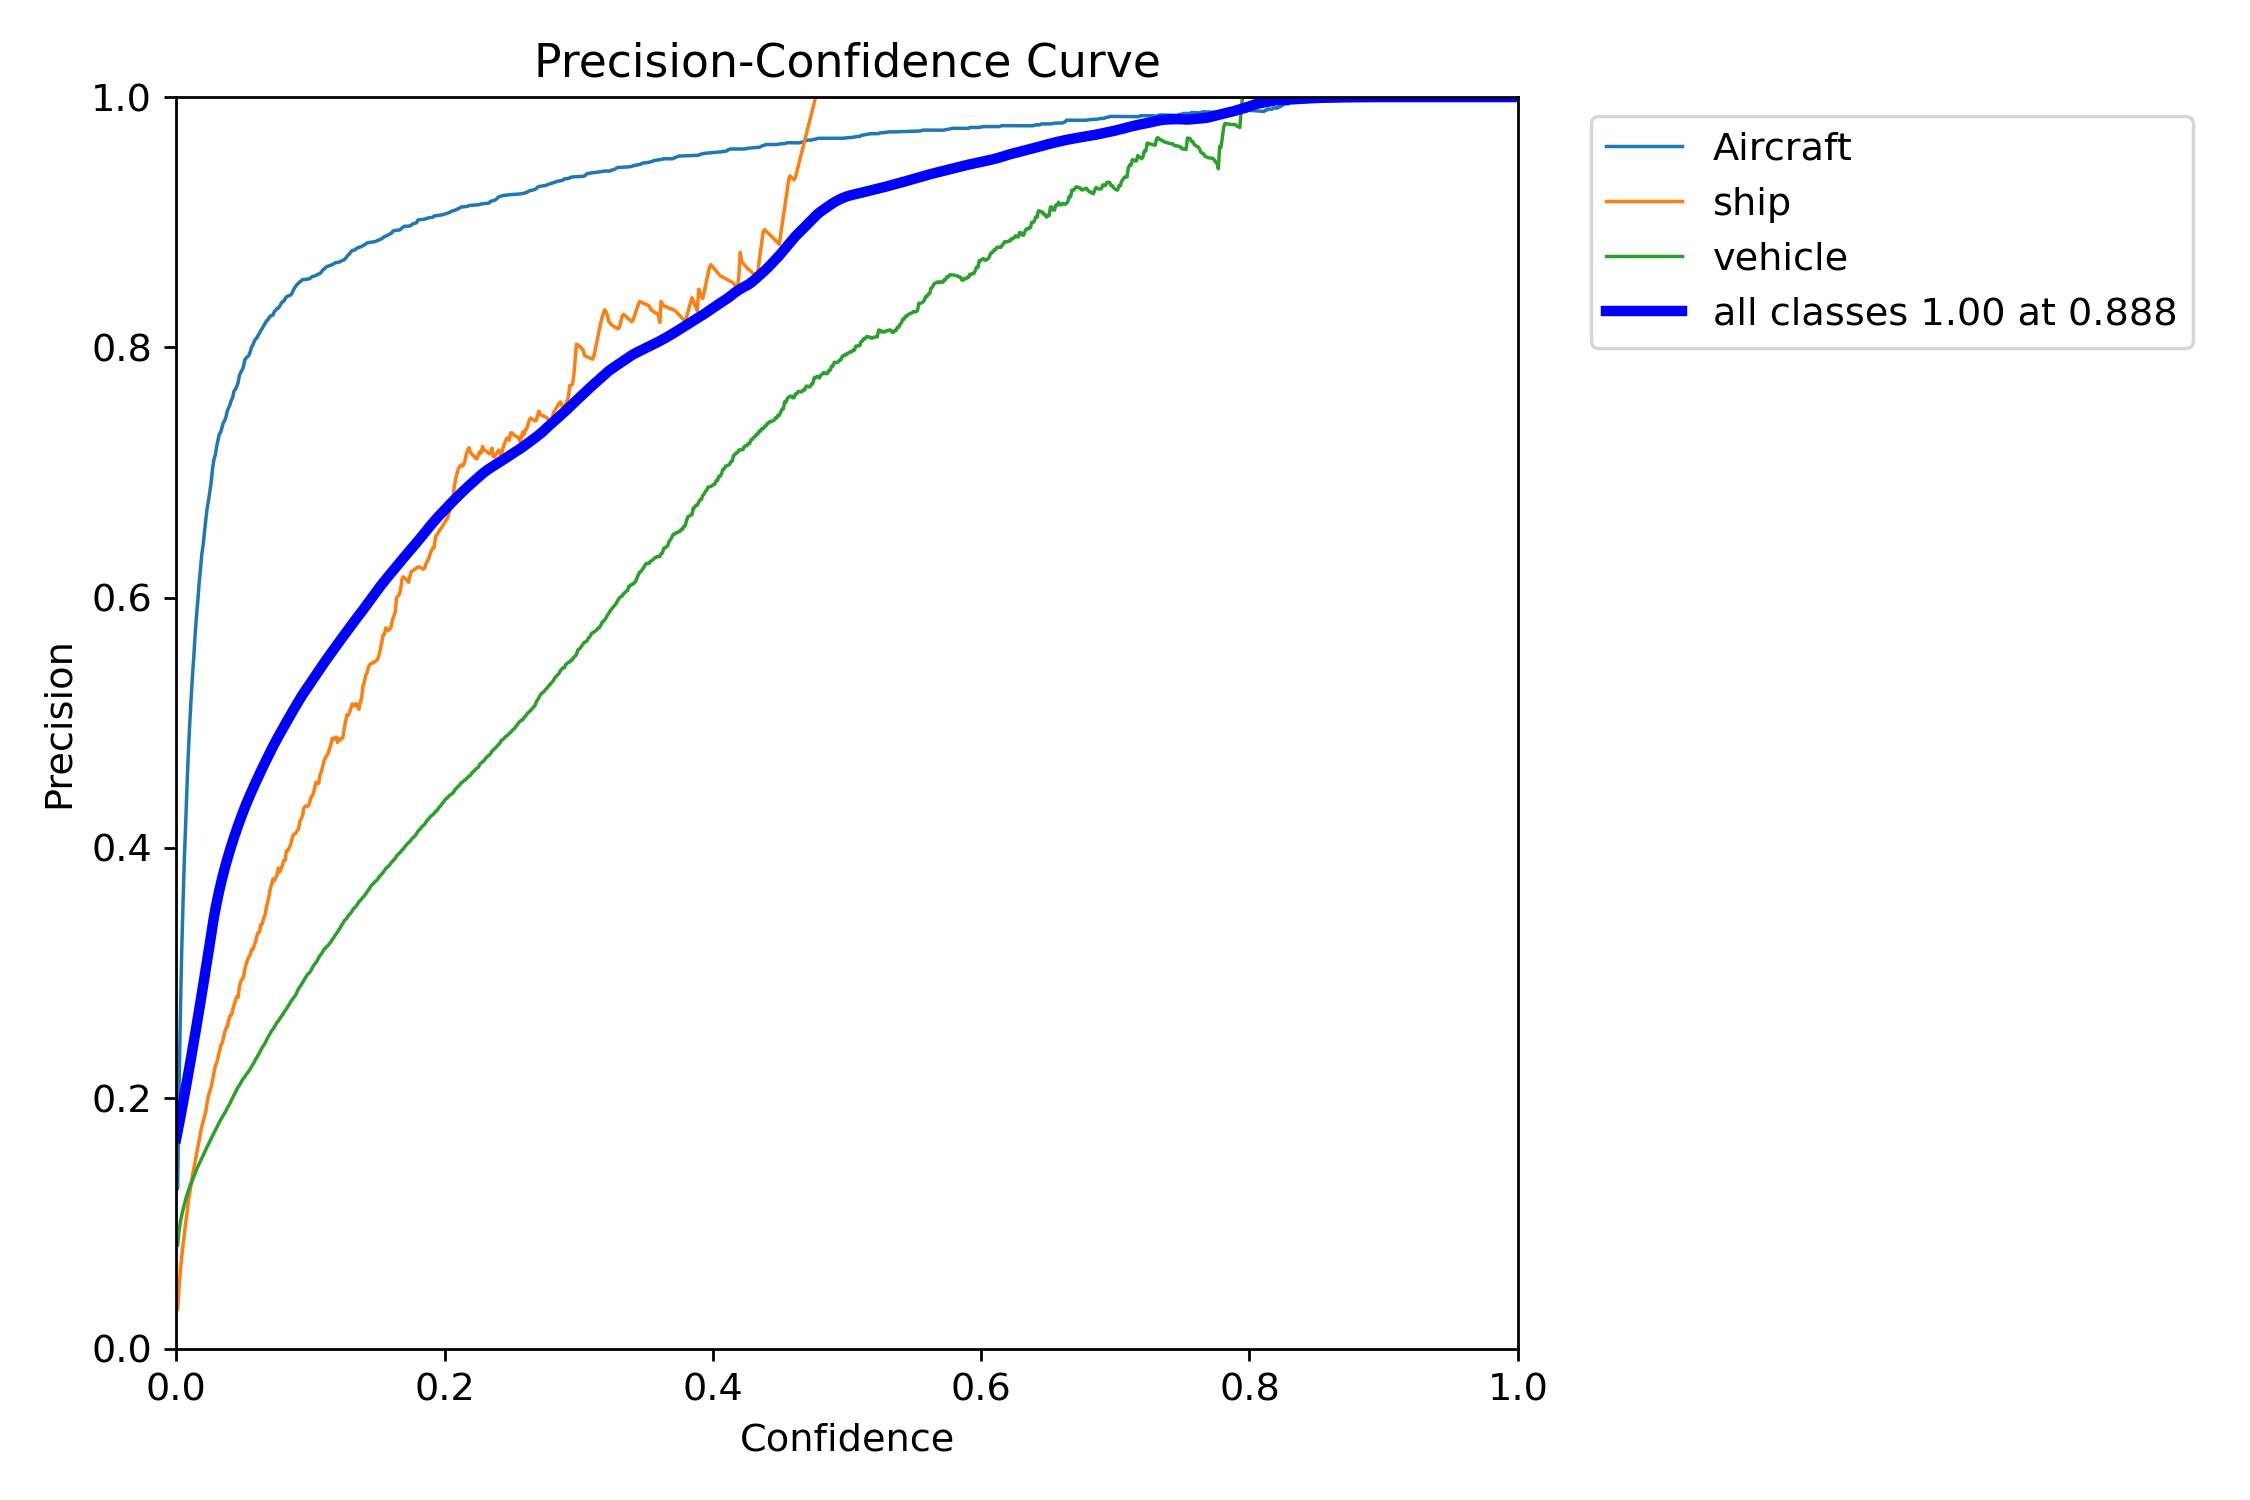 Precision-Confidence Curve
1.0
0.8
0.6
0.4
0.2
0.0
Precision
0.0 0.2 0.4 0.6 0.8 1.0
Confidence
Aircraft
ship
vehicle
all classes 1.00 at 0.888